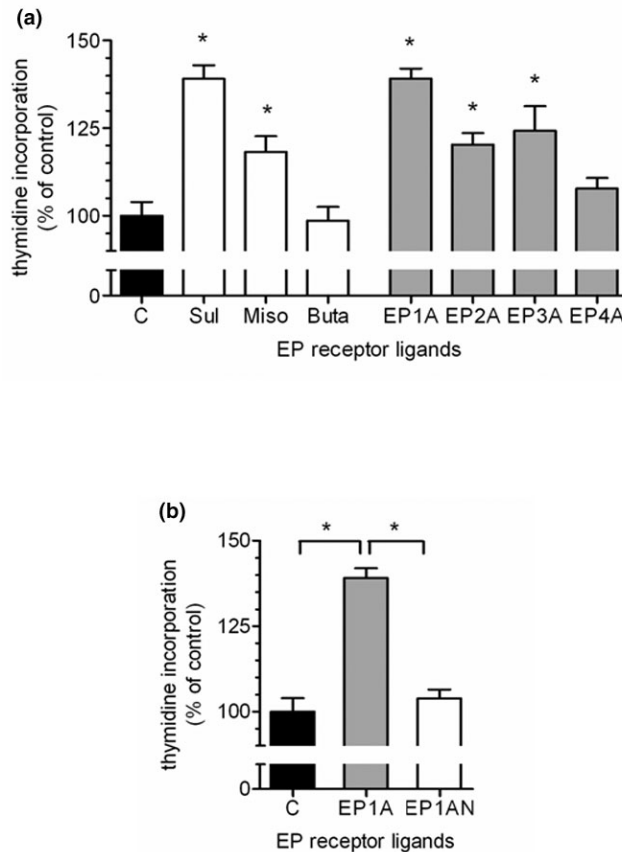 (a)
thymidine incorporation
(% of control)
150
125
100
0
* * * * *
C Sul Miso Buta EP1A EP2A EP3A EP4A
EP receptor ligands
(b)
thymidine incorporation
(% of control)
150
125
100
0
* *
C EP1A EP1AN
EP receptor ligands